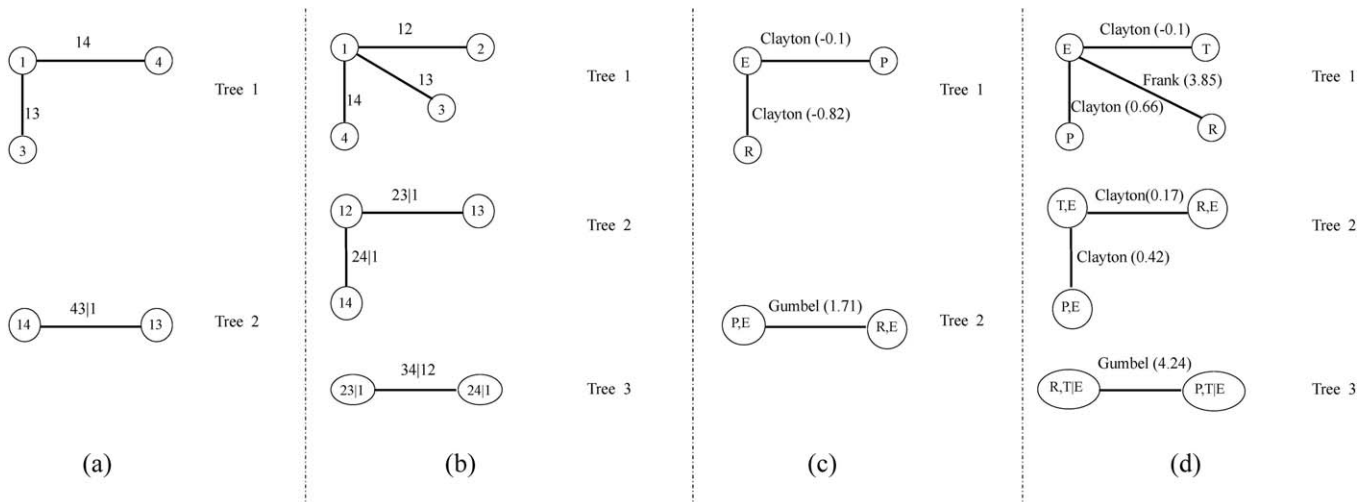 14
1
4
Tree 1
13
3
14
43|1
13
Tree 2
(a)
12
1
2
Tree 1
13
14
3
4
23|1
12
13
Tree 2
24|1
14
34|12
23|1
24|1
Tree 3
(b)
Clayton (-0.1)
E
P
Tree 1
Clayton (-0.82)
R
Gumbel (1.71)
P,E
R,E
Tree 2
(c)
Clayton (-0.1)
E
T
Tree 1
Frank (3.85)
Clayton (0.66)
P
R
Clayton(0.17)
T,E
R,E
Tree 2
Clayton (0.42)
P,E
Gumbel (4.24)
R,T|E
P,T|E
Tree 3
(d)